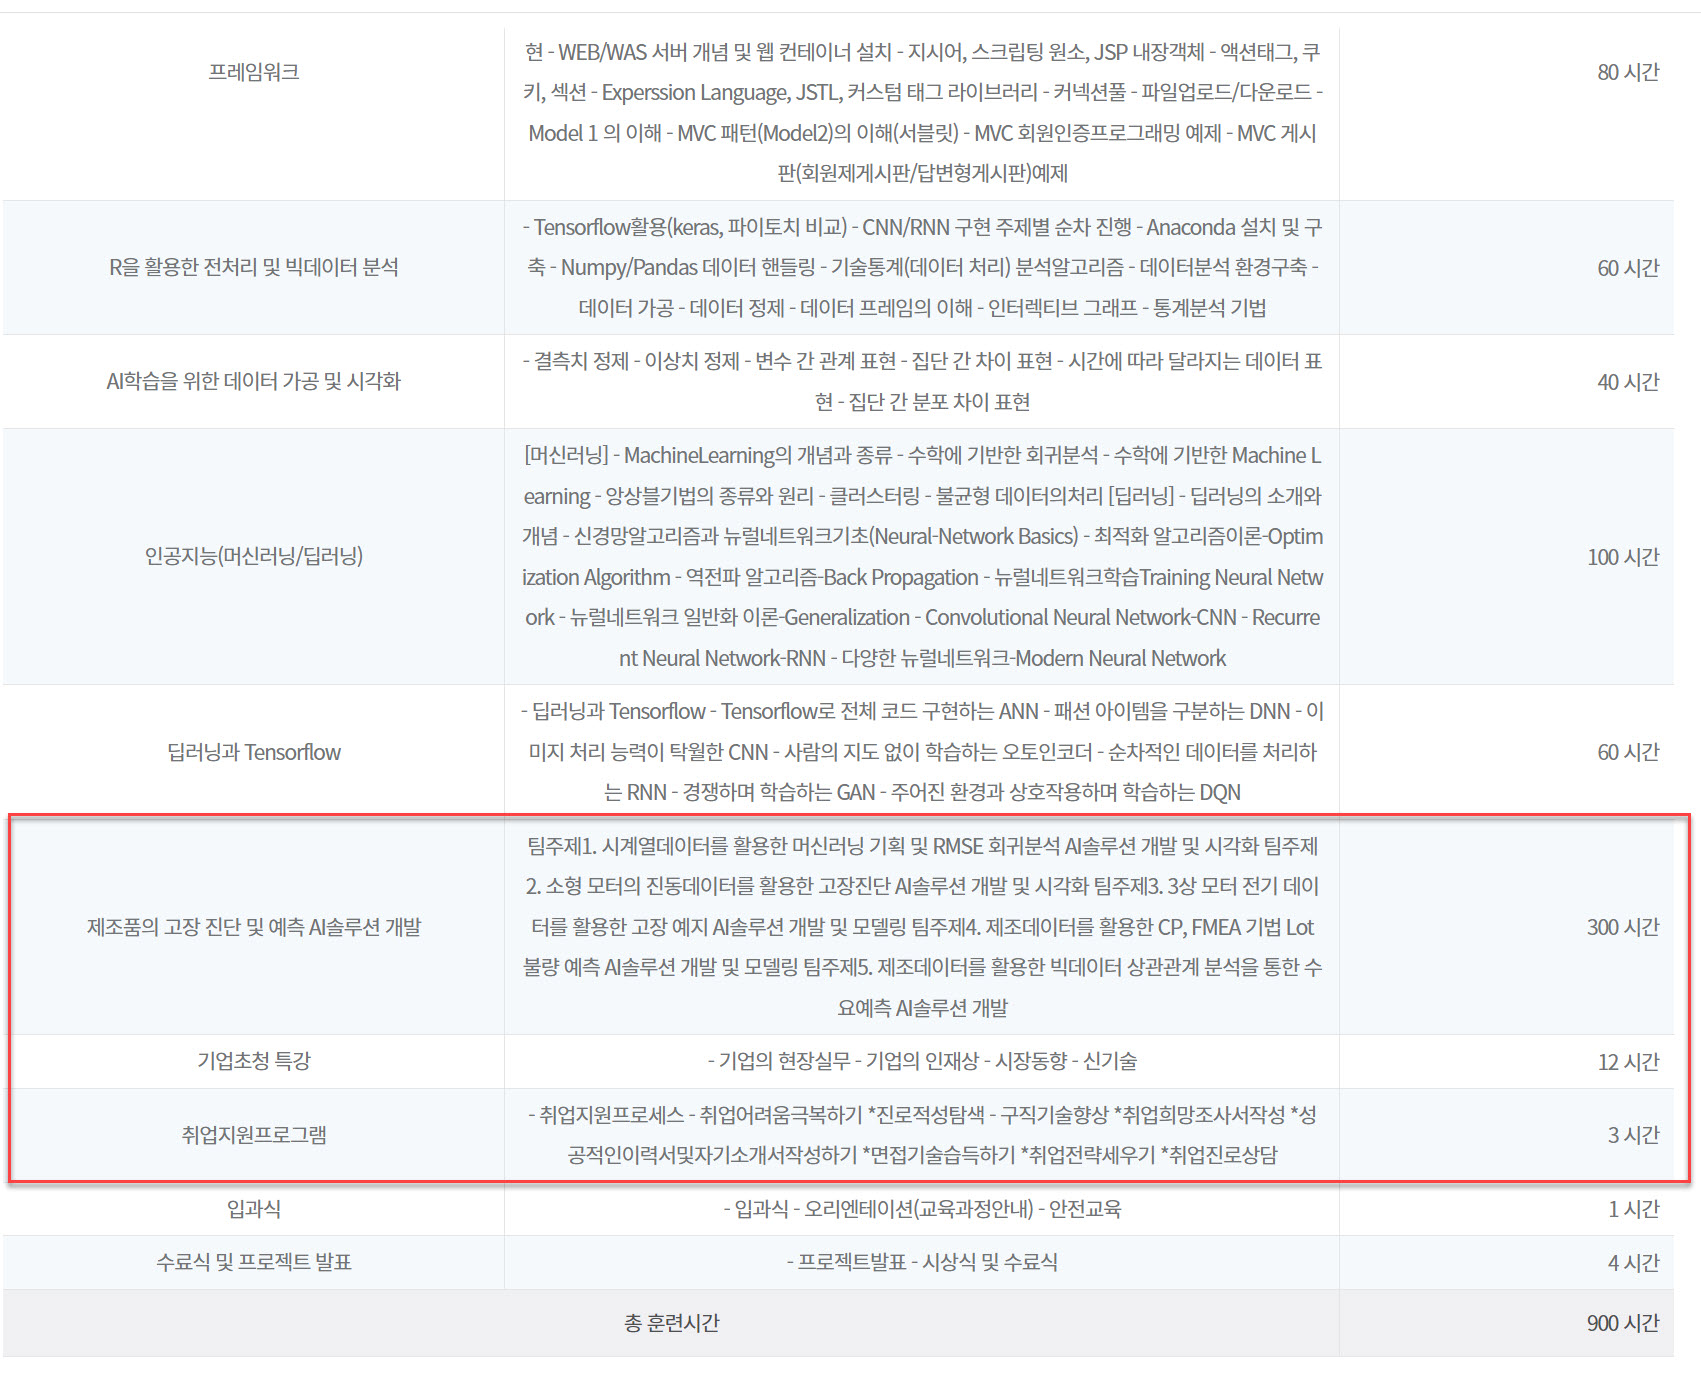 현 - WEB/WAS 서버 개념 및 웹 컨테이너 설치 - 지시어, 스크립팅 원소, JSP 내장객체 - 액션태그, 쿠
프레임워크
80 시간
키, 섹션 - Experssion Language, JSTL, 커스텀 태그 라이브러리 - 커넥션풀 - 파일업로드/다운로드 -
Model 1 의 이해 - MVC 패턴(Model2)의 이해(서블릿) - MVC 회원인증프로그래밍 예제 - MVC 게시
판(회원제게시판/답변형게시판)예제
R을 활용한 전처리 및 빅데이터 분석
- Tensorflow활용(keras, 파이토치 비교) - CNN/RNN 구현 주제별 순차 진행 - Anaconda 설치 및 구
축 - Numpy/Pandas 데이터 핸들링 - 기술통계(데이터 처리) 분석알고리즘 - 데이터분석 환경구축 -
데이터 가공 - 데이터 정제 - 데이터 프레임의 이해 - 인터렉티브 그래프 - 통계분석 기법
60 시간
AI학습을 위한 데이터 가공 및 시각화
- 결측치 정제 - 이상치 정제 - 변수 간 관계 표현 - 집단 간 차이 표현 - 시간에 따라 달라지는 데이터 표
현 - 집단 간 분포 차이 표현
40 시간
인공지능(머신러닝/딥러닝)
[머신러닝] - MachineLearning의 개념과 종류 - 수학에 기반한 회귀분석 - 수학에 기반한 Machine L
earning - 앙상블기법의 종류와 원리 - 클러스터링 - 불균형 데이터의처리 [딥러닝] - 딥러닝의 소개와
개념 - 신경망알고리즘과 뉴럴네트워크기초(Neural-Network Basics) - 최적화 알고리즘이론-Optim
ization Algorithm - 역전파 알고리즘-Back Propagation - 뉴럴네트워크학습Training Neural Netw
ork - 뉴럴네트워크 일반화 이론-Generalization - Convolutional Neural Network-CNN - Recurre
nt Neural Network-RNN - 다양한 뉴럴네트워크-Modern Neural Network
100 시간
딥러닝과 Tensorflow
- 딥러닝과 Tensorflow - Tensorflow로 전체 코드 구현하는 ANN - 패션 아이템을 구분하는 DNN - 이
미지 처리 능력이 탁월한 CNN - 사람의 지도 없이 학습하는 오토인코더 - 순차적인 데이터를 처리하
는 RNN - 경쟁하며 학습하는 GAN - 주어진 환경과 상호작용하며 학습하는 DQN
60 시간
제조품의 고장 진단 및 예측 AI솔루션 개발
팀주제1. 시계열데이터를 활용한 머신러닝 기획 및 RMSE 회귀분석 AI솔루션 개발 및 시각화 팀주제
2. 소형 모터의 진동데이터를 활용한 고장진단 AI솔루션 개발 및 시각화 팀주제3. 3상 모터 전기 데이
터를 활용한 고장 예지 AI솔루션 개발 및 모델링 팀주제4. 제조데이터를 활용한 CP, FMEA 기법 Lot
불량 예측 AI솔루션 개발 및 모델링 팀주제5. 제조데이터를 활용한 빅데이터 상관관계 분석을 통한 수
요예측 AI솔루션 개발
300 시간
기업초청 특강
- 기업의 현장실무 - 기업의 인재상 - 시장동향 - 신기술
12 시간
취업지원프로그램
- 취업지원프로세스 - 취업어려움극복하기 *진로적성탐색 - 구직기술향상 *취업희망조사서작성 *성
공적인이력서및자기소개서작성하기 *면접기술습득하기 *취업전략세우기 *취업진로상담
3 시간
입과식
- 입과식 - 오리엔테이션(교육과정안내) - 안전교육
1 시간
수료식 및 프로젝트 발표
- 프로젝트발표 - 시상식 및 수료식
4 시간
총 훈련시간
900 시간